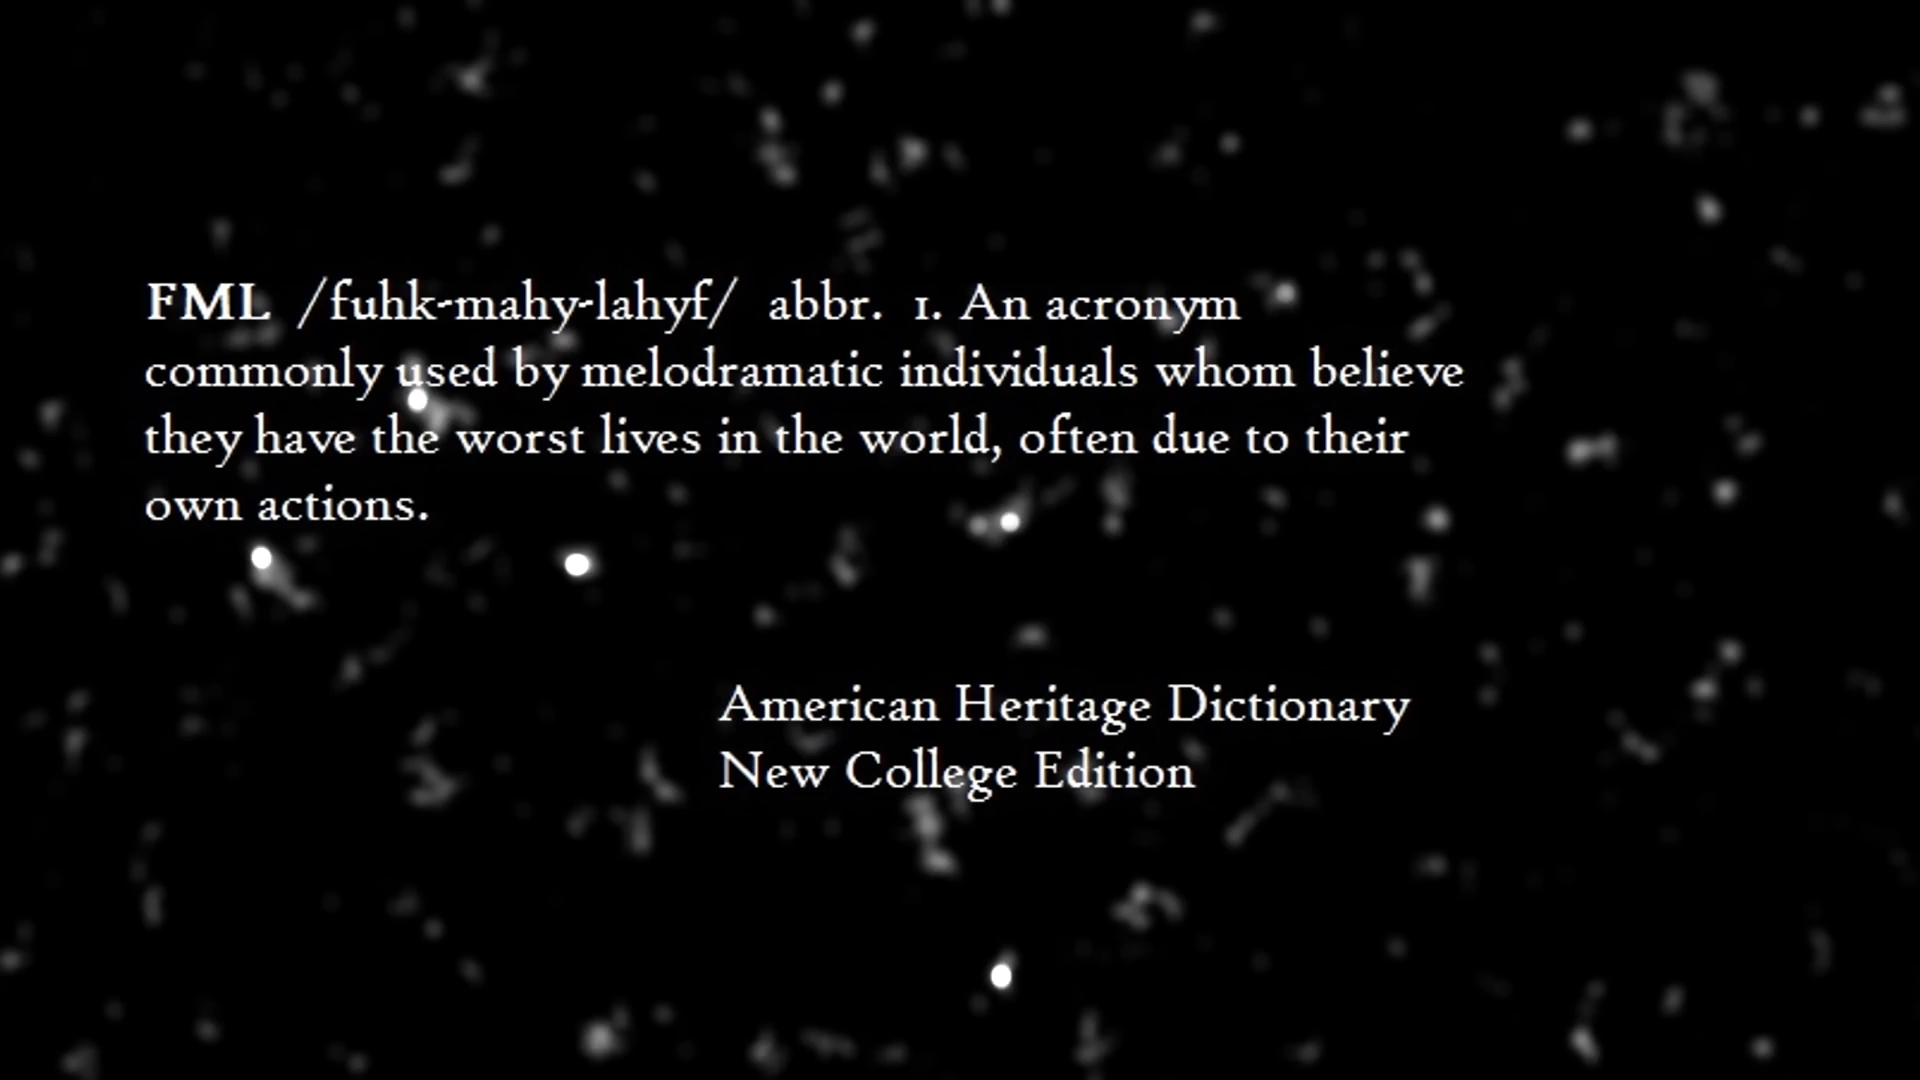 FML /fuhk-mahy-lahyf/ abbr. 1. An acronym
commonly used by melodramatic individuals whom believe
they have the worst lives in the world, often due to their
own actions.
American Heritage Dictionary
New College Edition